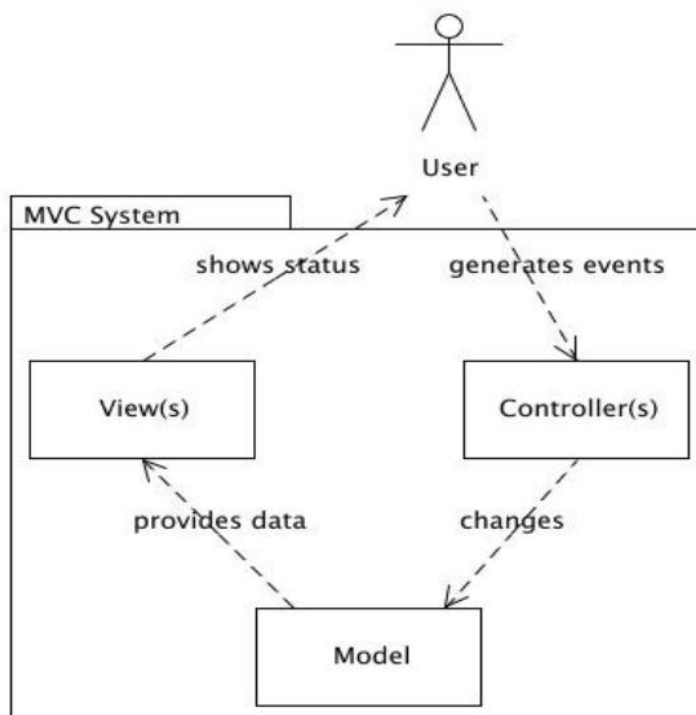 User
MVC System
shows status
generates events
View(s)
Controller(s)
provides data
changes
Model